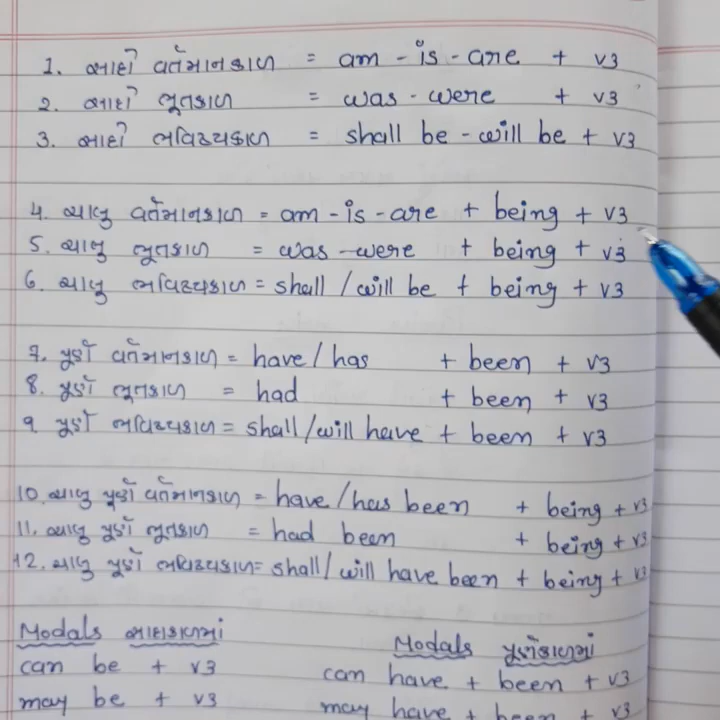 1. સાદો વર્તમાનકાળ = am - is - are + v3
2. સાદો ભૂતકાળ = was - were + v3
3. સાદો ભવિષ્યકાળ = shall be - will be + v3
4. ચાલુ વર્તમાનકાળ = am - is - are + being + v3
5. ચાલુ ભૂતકાળ = was - were + being + v3
6. ચાલુ ભવિષ્યકાળ = shall / will be + being + v3
7. પૂર્ણ વર્તમાનકાળ = have / has + been + v3
8. પૂર્ણ ભૂતકાળ = had + been + v3
9. પૂર્ણ ભવિષ્યકાળ = shall / will have + been + v3
10. ચાલુ પૂર્ણ વર્તમાનકાળ = have / has been + being + v3
11. ચાલુ પૂર્ણ ભૂતકાળ = had been + being + v3
12. ચાલુ પૂર્ણ ભવિષ્યકાળ = shall / will have been + being + v3
Modals સાદાકાળમાં Modals પૂર્ણકાળમાં
can be + v3 can have + been + v3
may be + v3 may have + been + v3